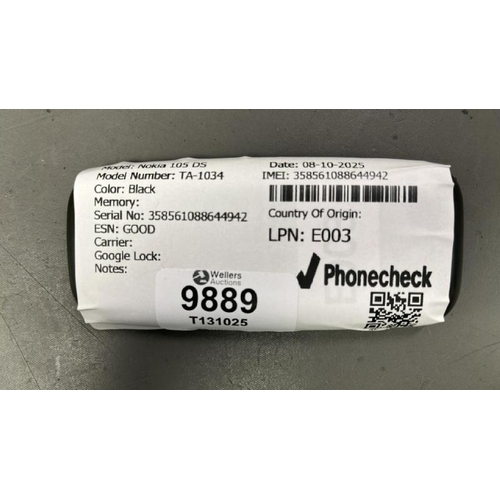 Model: Nokia 105 DS
Model Number: TA-1034
Color: Black
Memory:
Serial No: 358561088644942
ESN: GOOD
Carrier:
Google Lock:
Notes:
Date: 08-10-2025
IMEI: 358561088644942
Country Of Origin:
LPN: E003
Phonecheck
Wellers
Auctions
9889
T131025